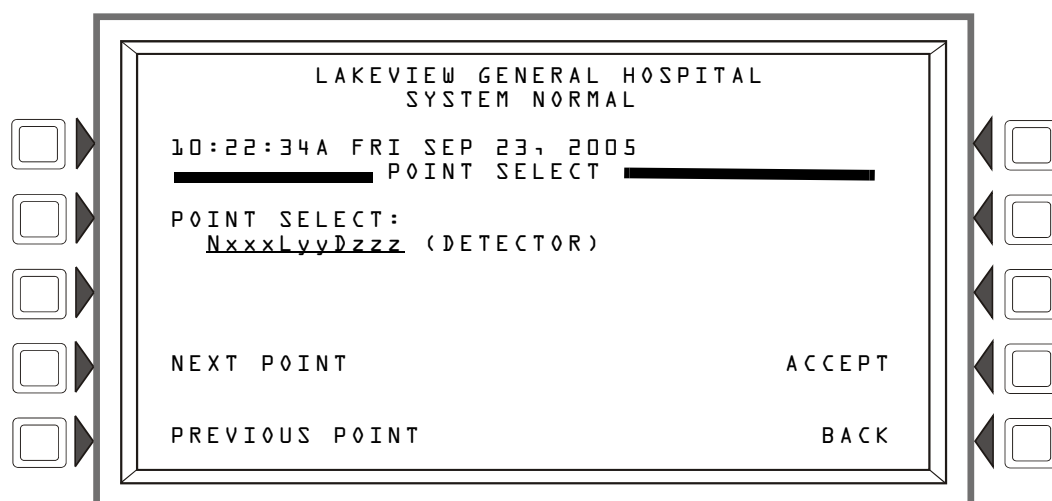 LAKEVIEW GENERAL HOSPITAL
SYSTEM NORMAL
10:22:34A FRI SEP 23, 2005
POINT SELECT
POINT SELECT:
NxxxLyyDzzz (DETECTOR)
NEXT POINT ACCEPT
PREVIOUS POINT BACK